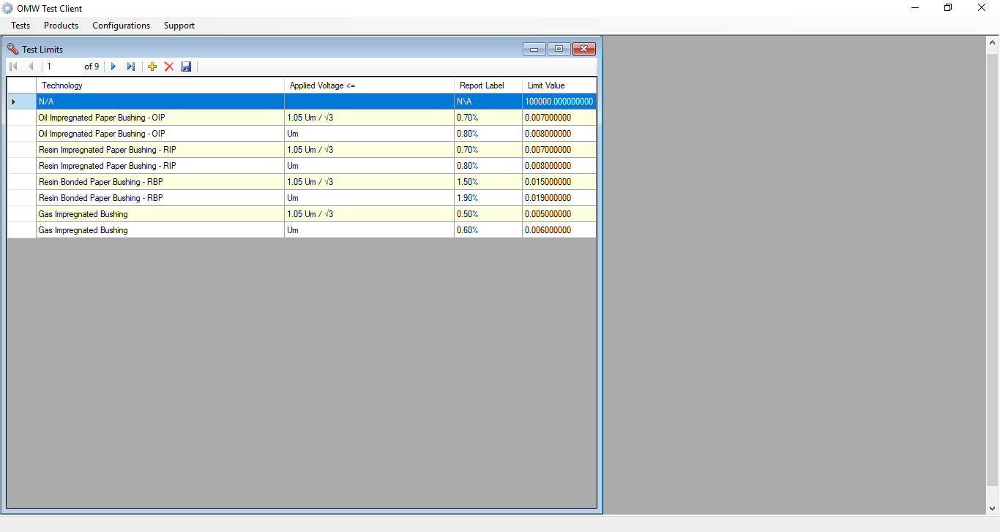 OMW Test Client
Tests Products Configurations Support
Test Limits
1 of 9
Technology Applied Voltage <= Report Label Limit Value
N/A N\A 100000.000000000
Oil Impregnated Paper Bushing - OIP 1.05 Um / √3 0.70% 0.007000000
Oil Impregnated Paper Bushing - OIP Um 0.80% 0.008000000
Resin Impregnated Paper Bushing - RIP 1.05 Um / √3 0.70% 0.007000000
Resin Impregnated Paper Bushing - RIP Um 0.80% 0.008000000
Resin Bonded Paper Bushing - RBP 1.05 Um / √3 1.50% 0.015000000
Resin Bonded Paper Bushing - RBP Um 1.90% 0.019000000
Gas Impregnated Bushing 1.05 Um / √3 0.50% 0.005000000
Gas Impregnated Bushing Um 0.60% 0.006000000